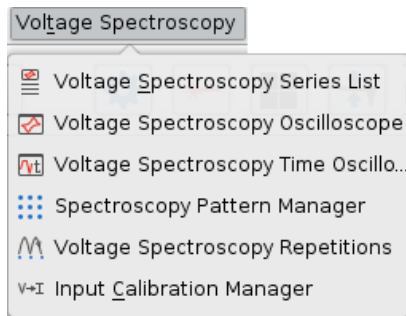 Voltage Spectroscopy
Voltage Spectroscopy Series List
Voltage Spectroscopy Oscilloscope
Voltage Spectroscopy Time Oscillo...
Spectroscopy Pattern Manager
Voltage Spectroscopy Repetitions
V→I Input Calibration Manager